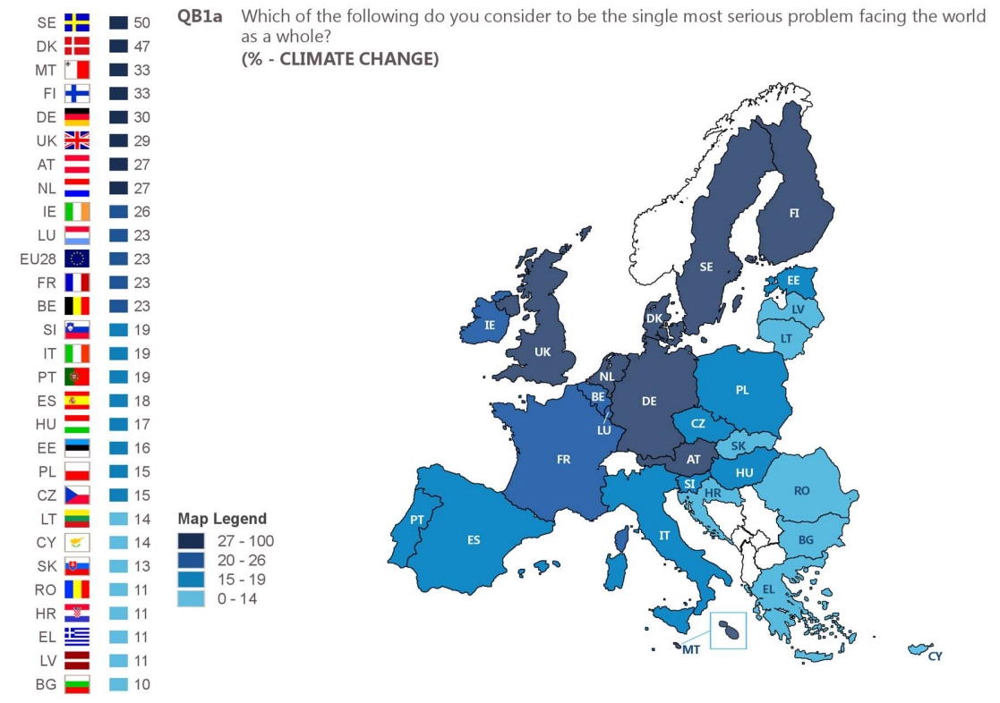 QB1a Which of the following do you consider to be the single most serious problem facing the world
as a whole?
(% - CLIMATE CHANGE)
SE 50
DK 47
MT 33
FI 33
DE 30
UK 29
AT 27
NL 27
IE 26
LU 23
EU28 23
FR 23
BE 23
SI 19
IT 19
PT 19
ES 18
HU 17
EE 16
PL 15
CZ 15
LT 14
CY 14
SK 13
RO 11
HR 11
EL 11
LV 11
BG 10
Map Legend
27 - 100
20 - 26
15 - 19
0 - 14
FI
SE
EE
LV
LT
DK
IE
UK
NL
BE
LU
DE
PL
CZ
SK
FR
AT
HU
SI
HR
RO
PT
ES
IT
BG
EL
MT
CY